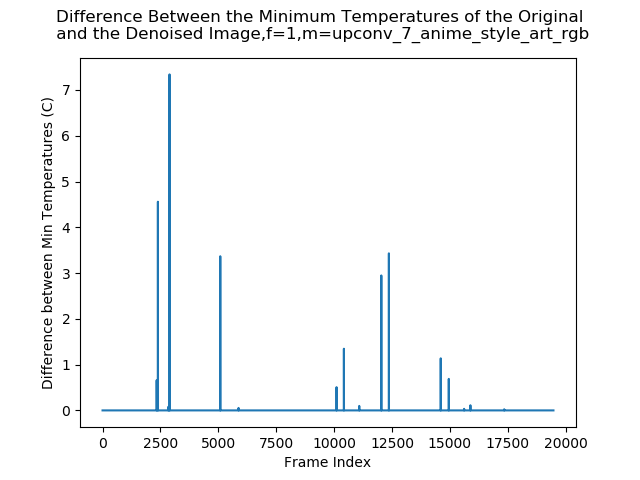 Difference Between the Minimum Temperatures of the Original
and the Denoised Image,f=1,m=upconv_7_anime_style_art_rgb
Difference between Min Temperatures (C)
7
6
5
4
3
2
1
0
0 2500 5000 7500 10000 12500 15000 17500 20000
Frame Index